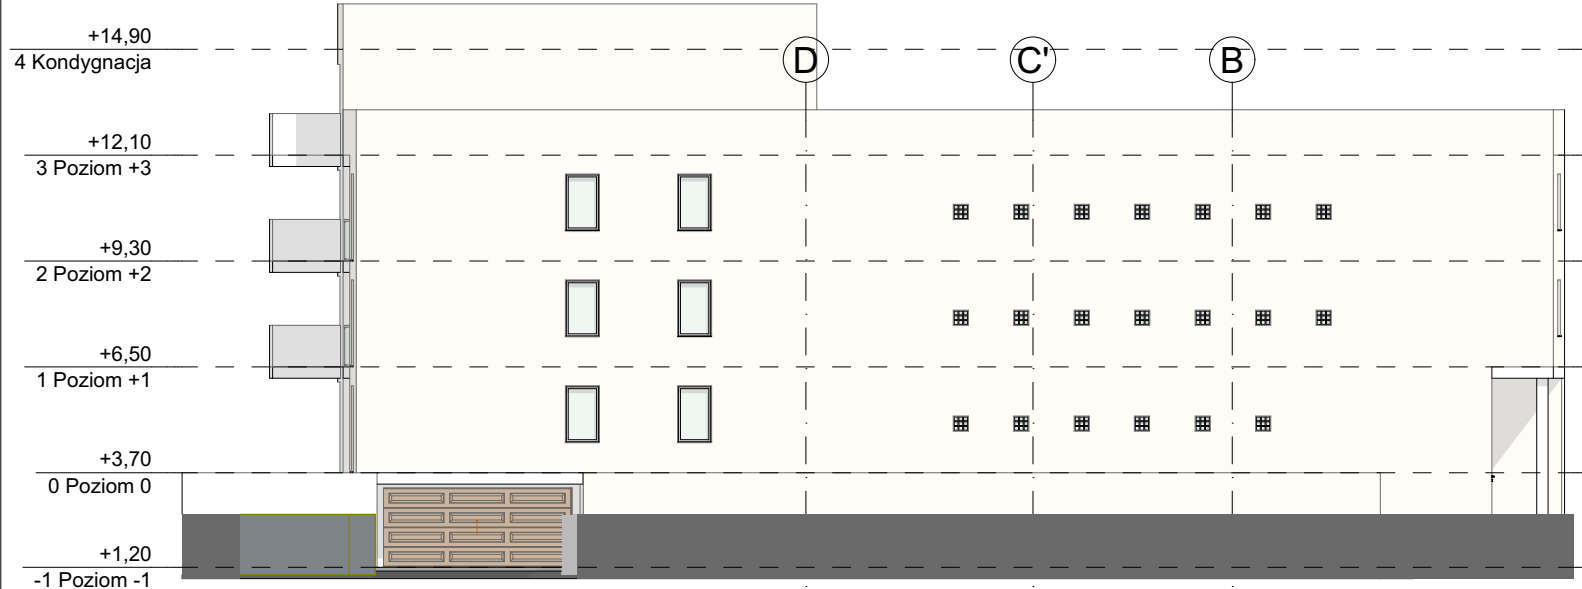 +14,90
4 Kondygnacja
D
C'
B
+12,10
3 Poziom +3
+9,30
2 Poziom +2
+6,50
1 Poziom +1
+3,70
0 Poziom 0
+1,20
-1 Poziom -1